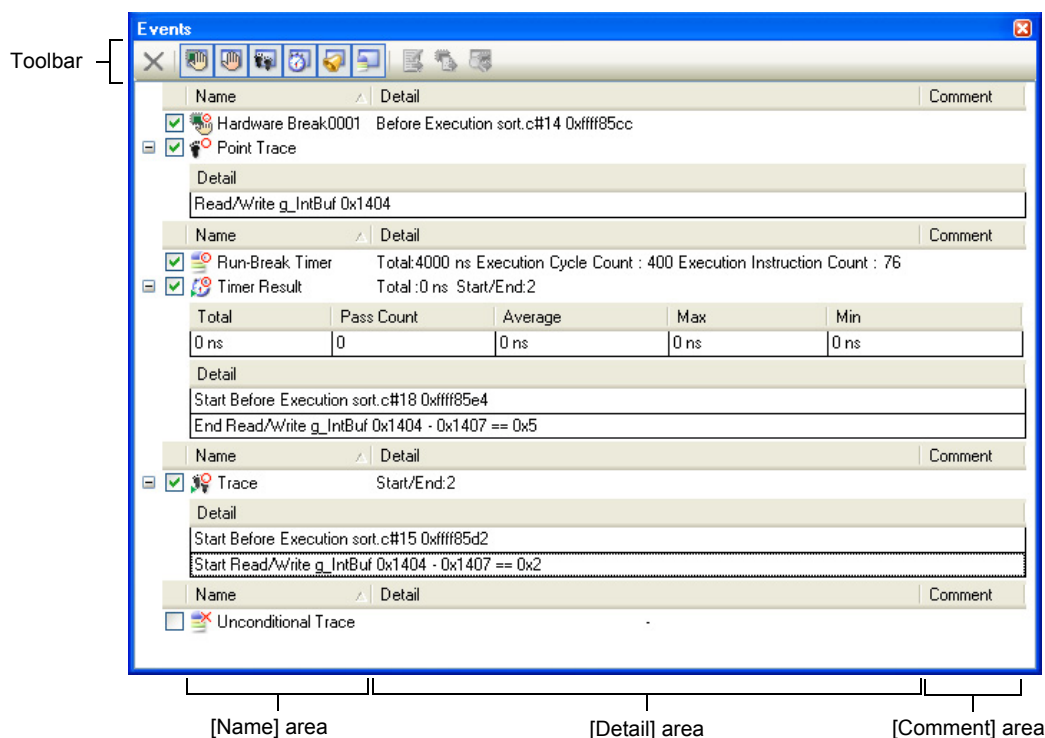 Events
Toolbar
Name Detail Comment
Hardware Break0001 Before Execution sort.c#14 0xffff85cc
Point Trace
Detail
Read/Write g_IntBuf 0x1404
Name Detail Comment
Run-Break Timer Total:4000 ns Execution Cycle Count : 400 Execution Instruction Count : 76
Timer Result Total :0 ns Start/End:2
Total Pass Count Average Max Min
0 ns 0 0 ns 0 ns 0 ns
Detail
Start Before Execution sort.c#18 0xffff85e4
End Read/Write g_IntBuf 0x1404 - 0x1407 == 0x5
Name Detail Comment
Trace Start/End:2
Detail
Start Before Execution sort.c#15 0xffff85d2
Start Read/Write g_IntBuf 0x1404 - 0x1407 == 0x2
Name Detail Comment
Unconditional Trace -
[Name] area [Detail] area [Comment] area